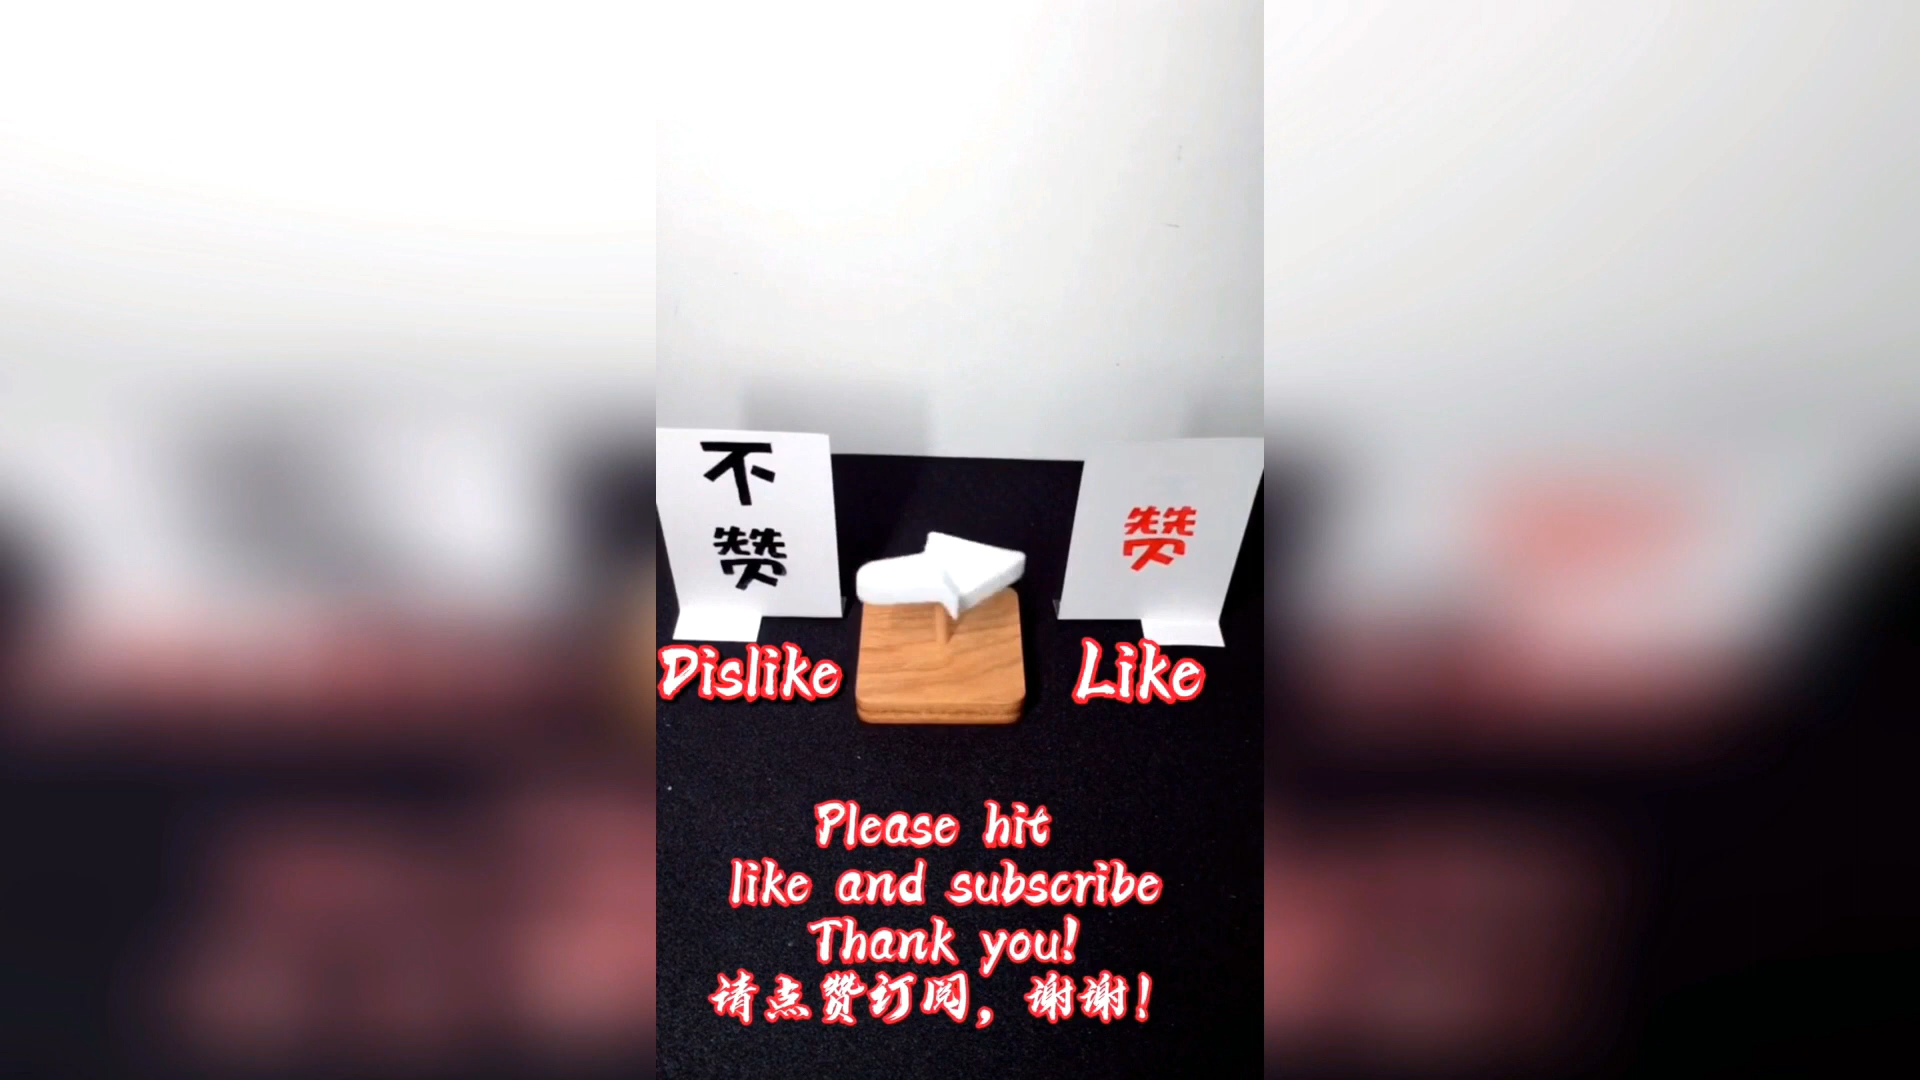 不
赞
赞
Dislike
Like
Please hit
like and subscribe
Thank you!
请点赞订阅，谢谢！